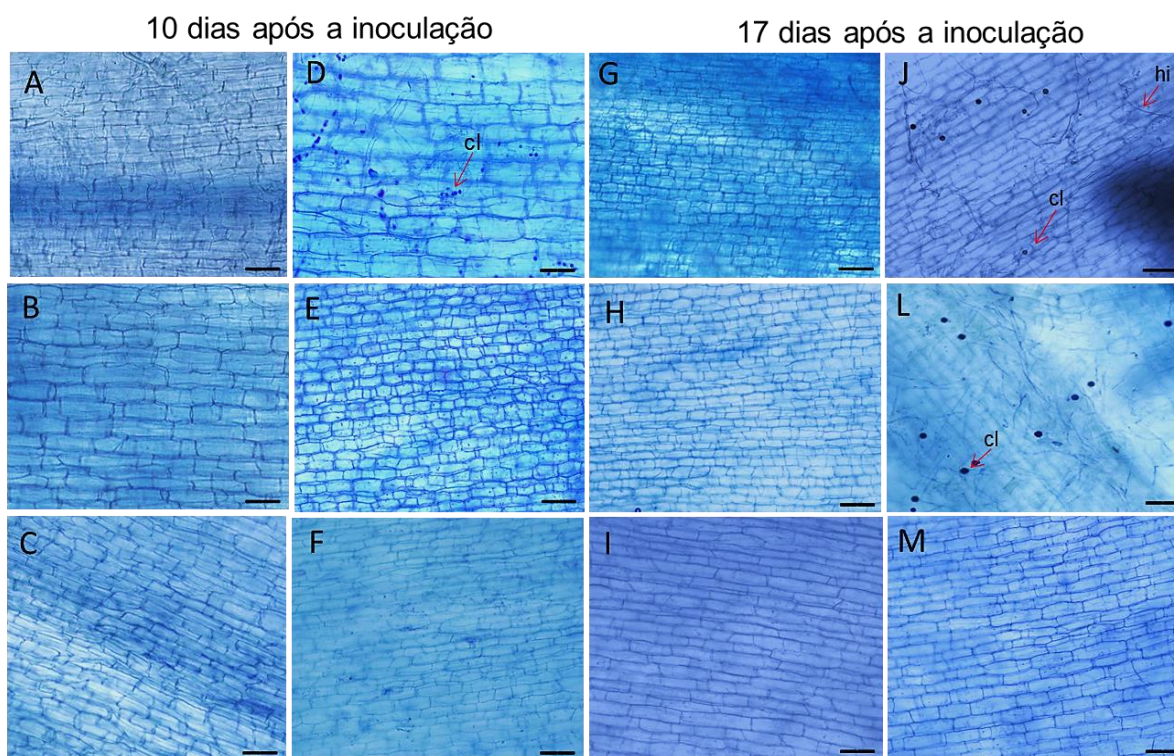 10 dias após a inoculação
17 dias após a inoculação
A
D
cl
G
J
hi
cl
B
E
H
L
cl
C
F
I
M